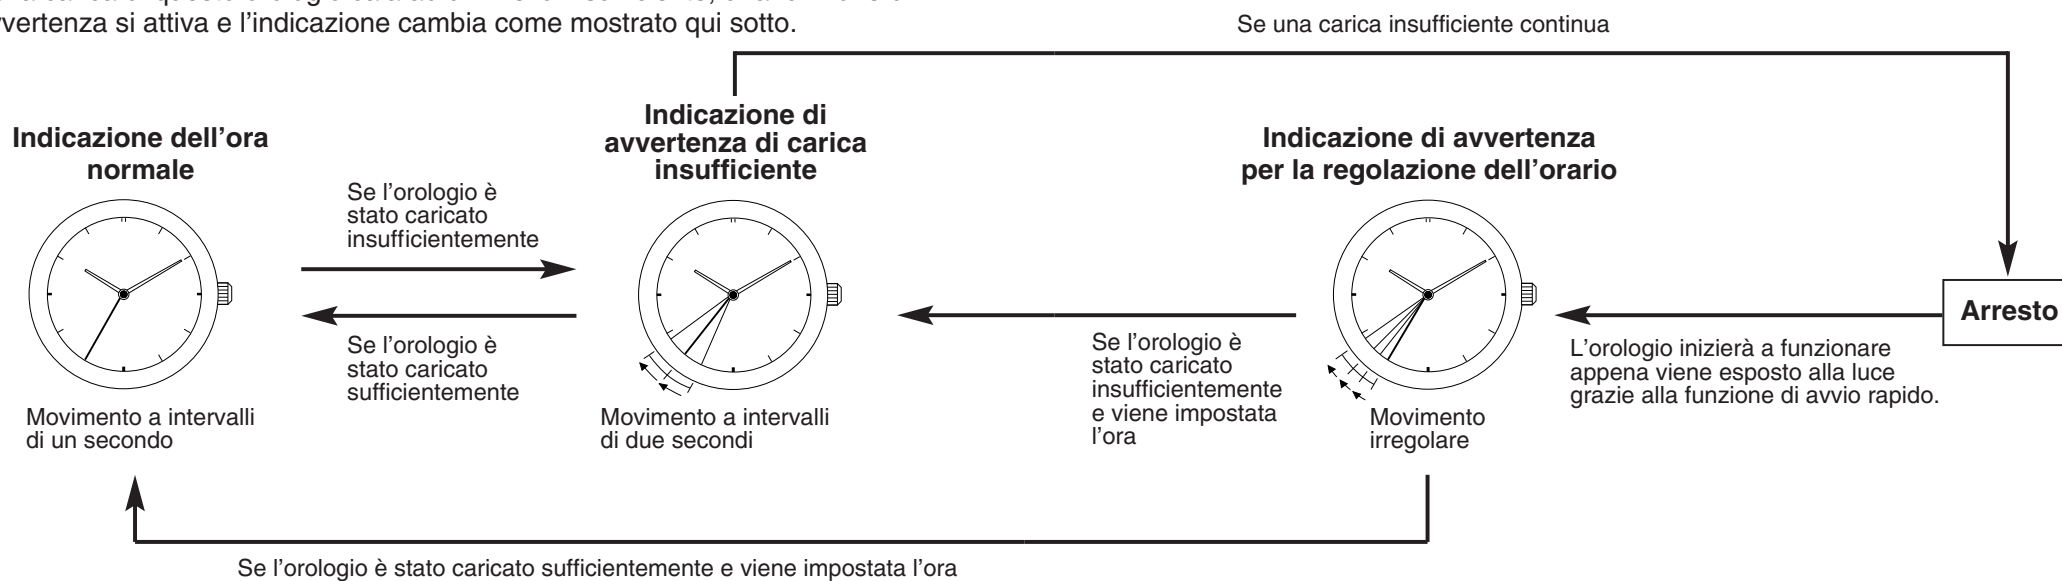 vvertenza si attiva e l'indicazione cambia come mostrato qui sotto.
Se una carica insufficiente continua
Indicazione dell'ora
normale
Se l'orologio è
stato caricato
insufficientemente
Se l'orologio è
stato caricato
sufficientemente
Movimento a intervalli
di un secondo
Indicazione di
avvertenza di carica
insufficiente
Movimento a intervalli
di due secondi
Se l'orologio è
stato caricato
insufficientemente
e viene impostata
l'ora
Indicazione di avvertenza
per la regolazione dell'orario
Movimento
irregolare
L'orologio inizierà a funzionare
appena viene esposto alla luce
grazie alla funzione di avvio rapido.
Arresto
Se l'orologio è stato caricato sufficientemente e viene impostata l'ora